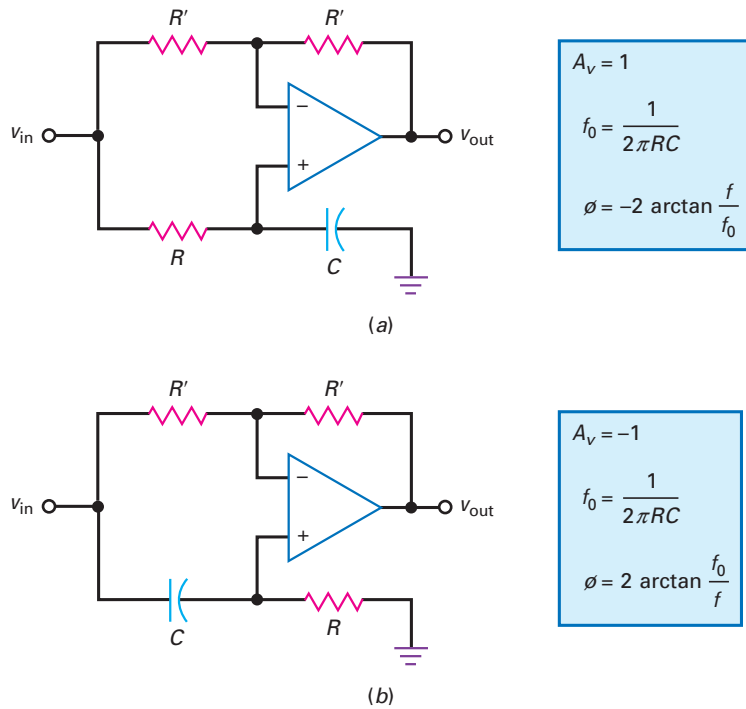 R' R'
A_v = 1
−
v_in v_out
f_0 = 1 / 2πRC
+
ø = −2 arctan f / f_0
R C
(a)
R' R'
A_v = −1
−
v_in v_out
f_0 = 1 / 2πRC
+
ø = 2 arctan f_0 / f
C R
(b)